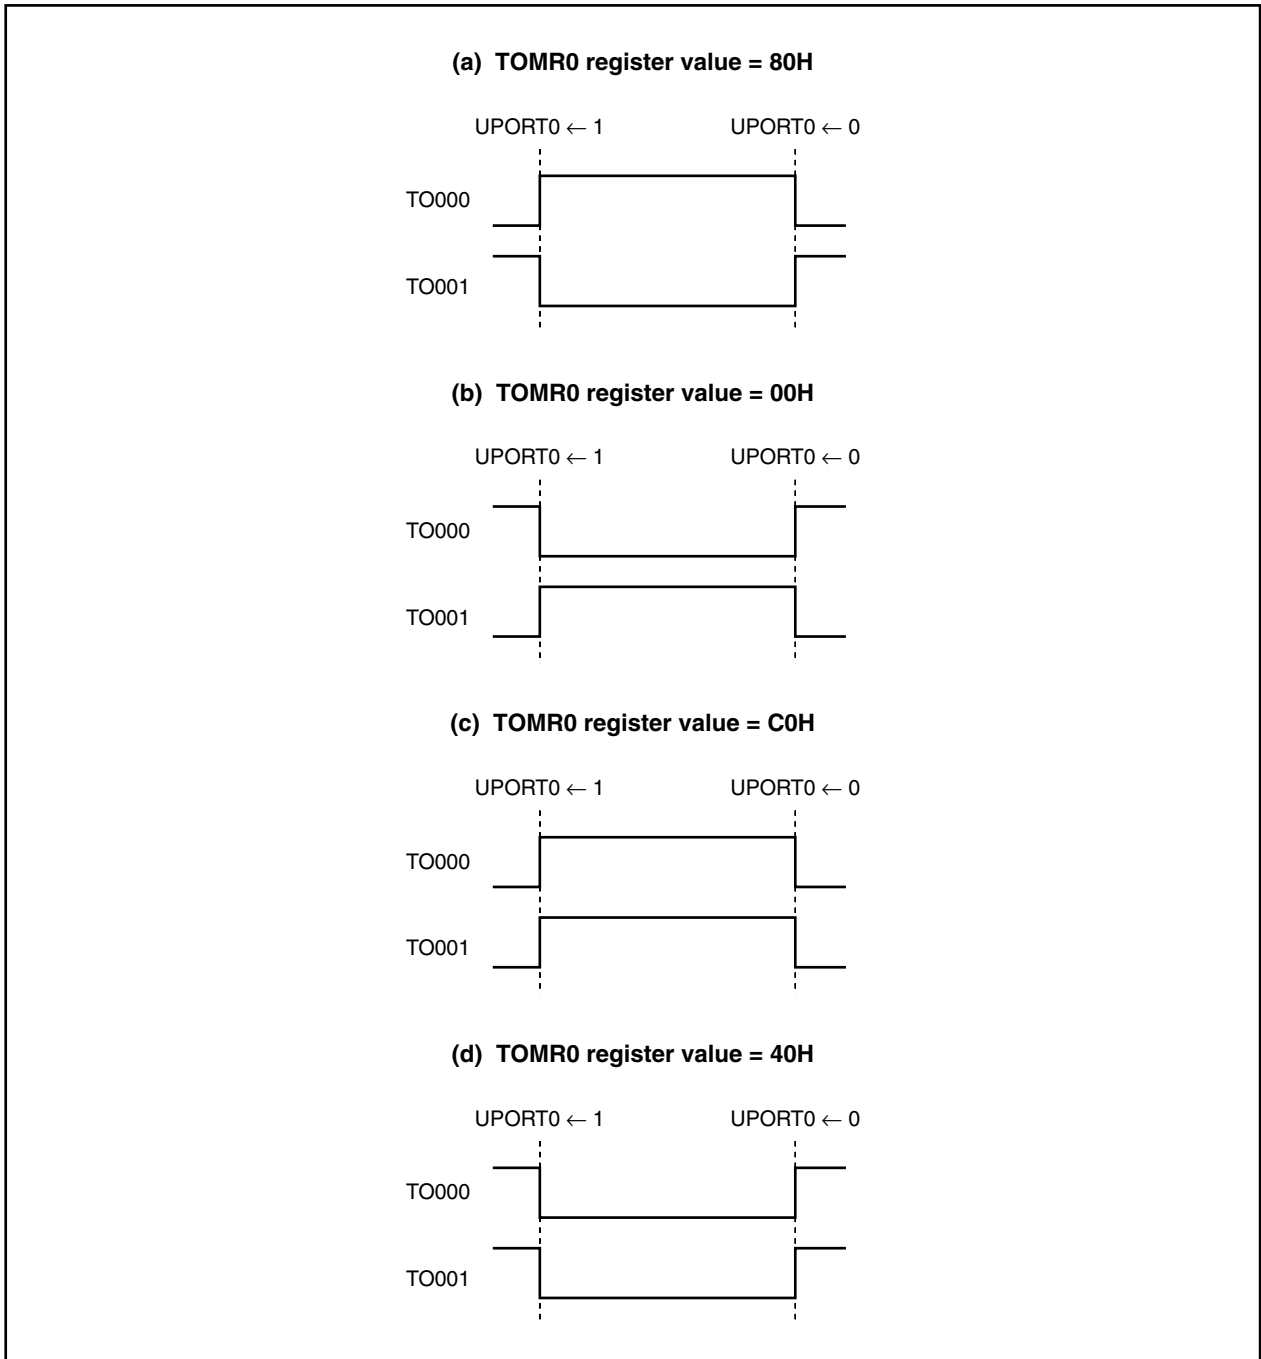 (a) TOMR0 register value = 80H
UPORT0 ← 1 UPORT0 ← 0
TO000
TO001
(b) TOMR0 register value = 00H
UPORT0 ← 1 UPORT0 ← 0
TO000
TO001
(c) TOMR0 register value = C0H
UPORT0 ← 1 UPORT0 ← 0
TO000
TO001
(d) TOMR0 register value = 40H
UPORT0 ← 1 UPORT0 ← 0
TO000
TO001